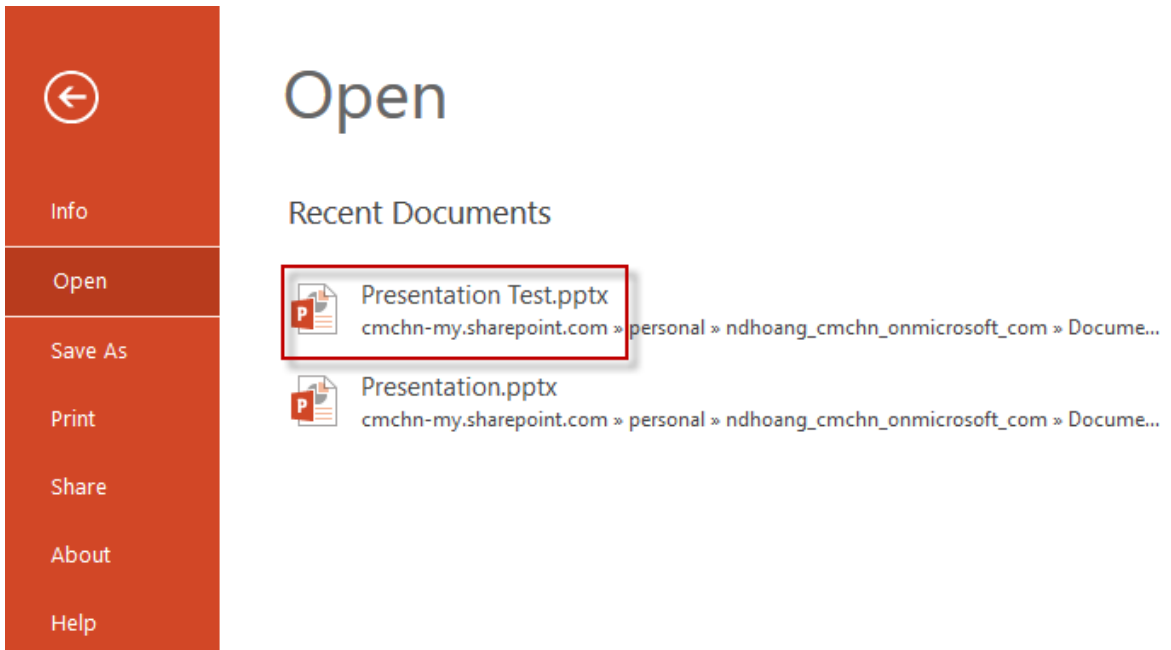 Open
Info
Open
Save As
Print
Share
About
Help
Recent Documents
Presentation Test.pptx
cmchn-my.sharepoint.com » personal » ndhoang_cmchn_onmicrosoft_com » Docume...
Presentation.pptx
cmchn-my.sharepoint.com » personal » ndhoang_cmchn_onmicrosoft_com » Docume...